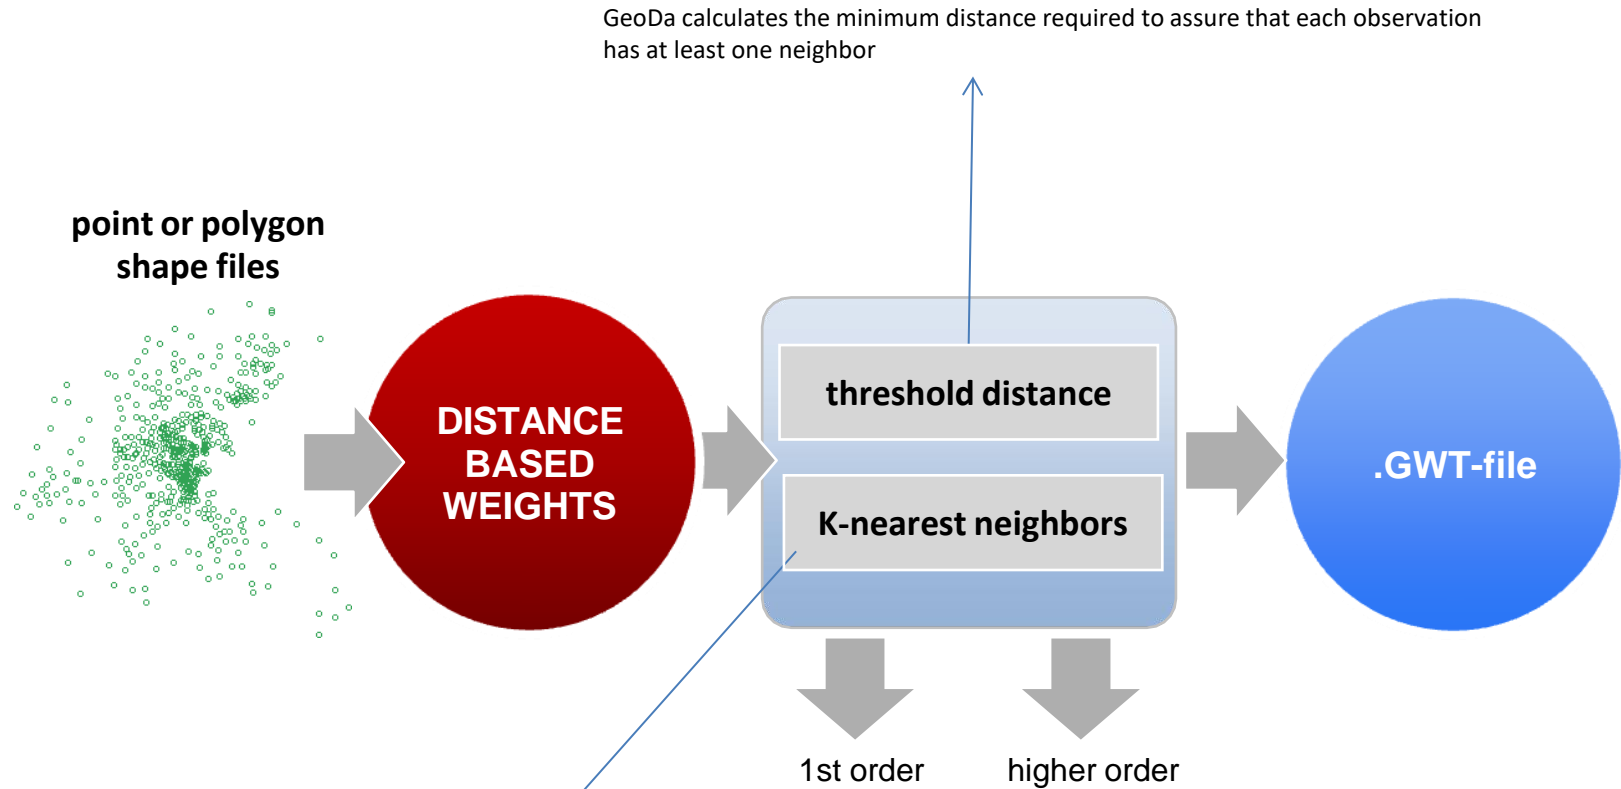 GeoDa calculates the minimum distance required to assure that each observation
has at least one neighbor
point or polygon
shape files
DISTANCE
BASED
WEIGHTS
threshold distance
K-nearest neighbors
.GWT-file
1st order
higher order